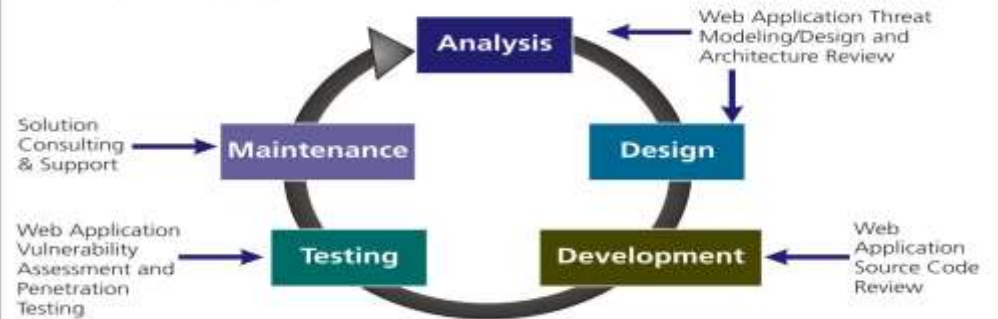 Analysis
Web Application Threat
Modeling/Design and
Architecture Review
Solution
Consulting
& Support
Maintenance
Design
Web Application
Vulnerability
Assessment and
Penetration
Testing
Testing
Development
Web
Application
Source Code
Review